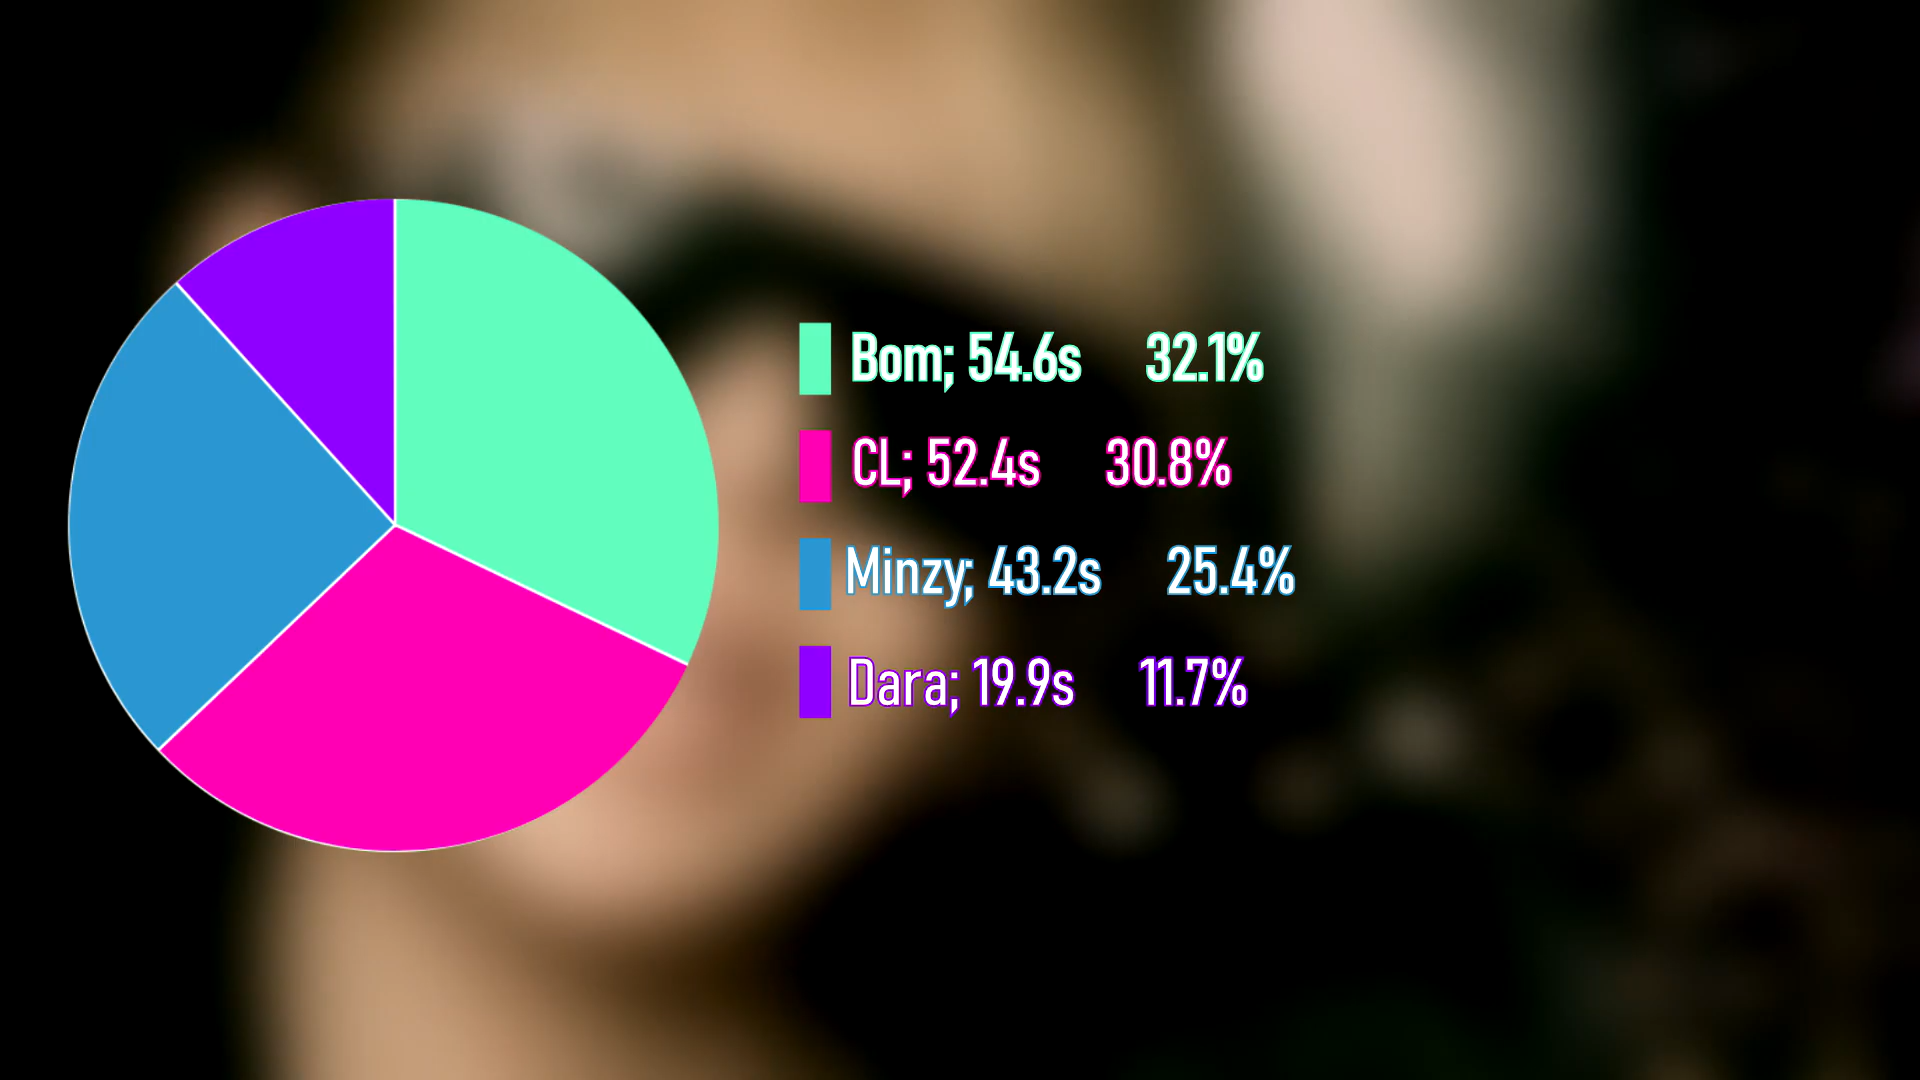 Bom; 54.6s 32.1%
CL; 52.4s 30.8%
Minzy; 43.2s 25.4%
Dara; 19.9s 11.7%